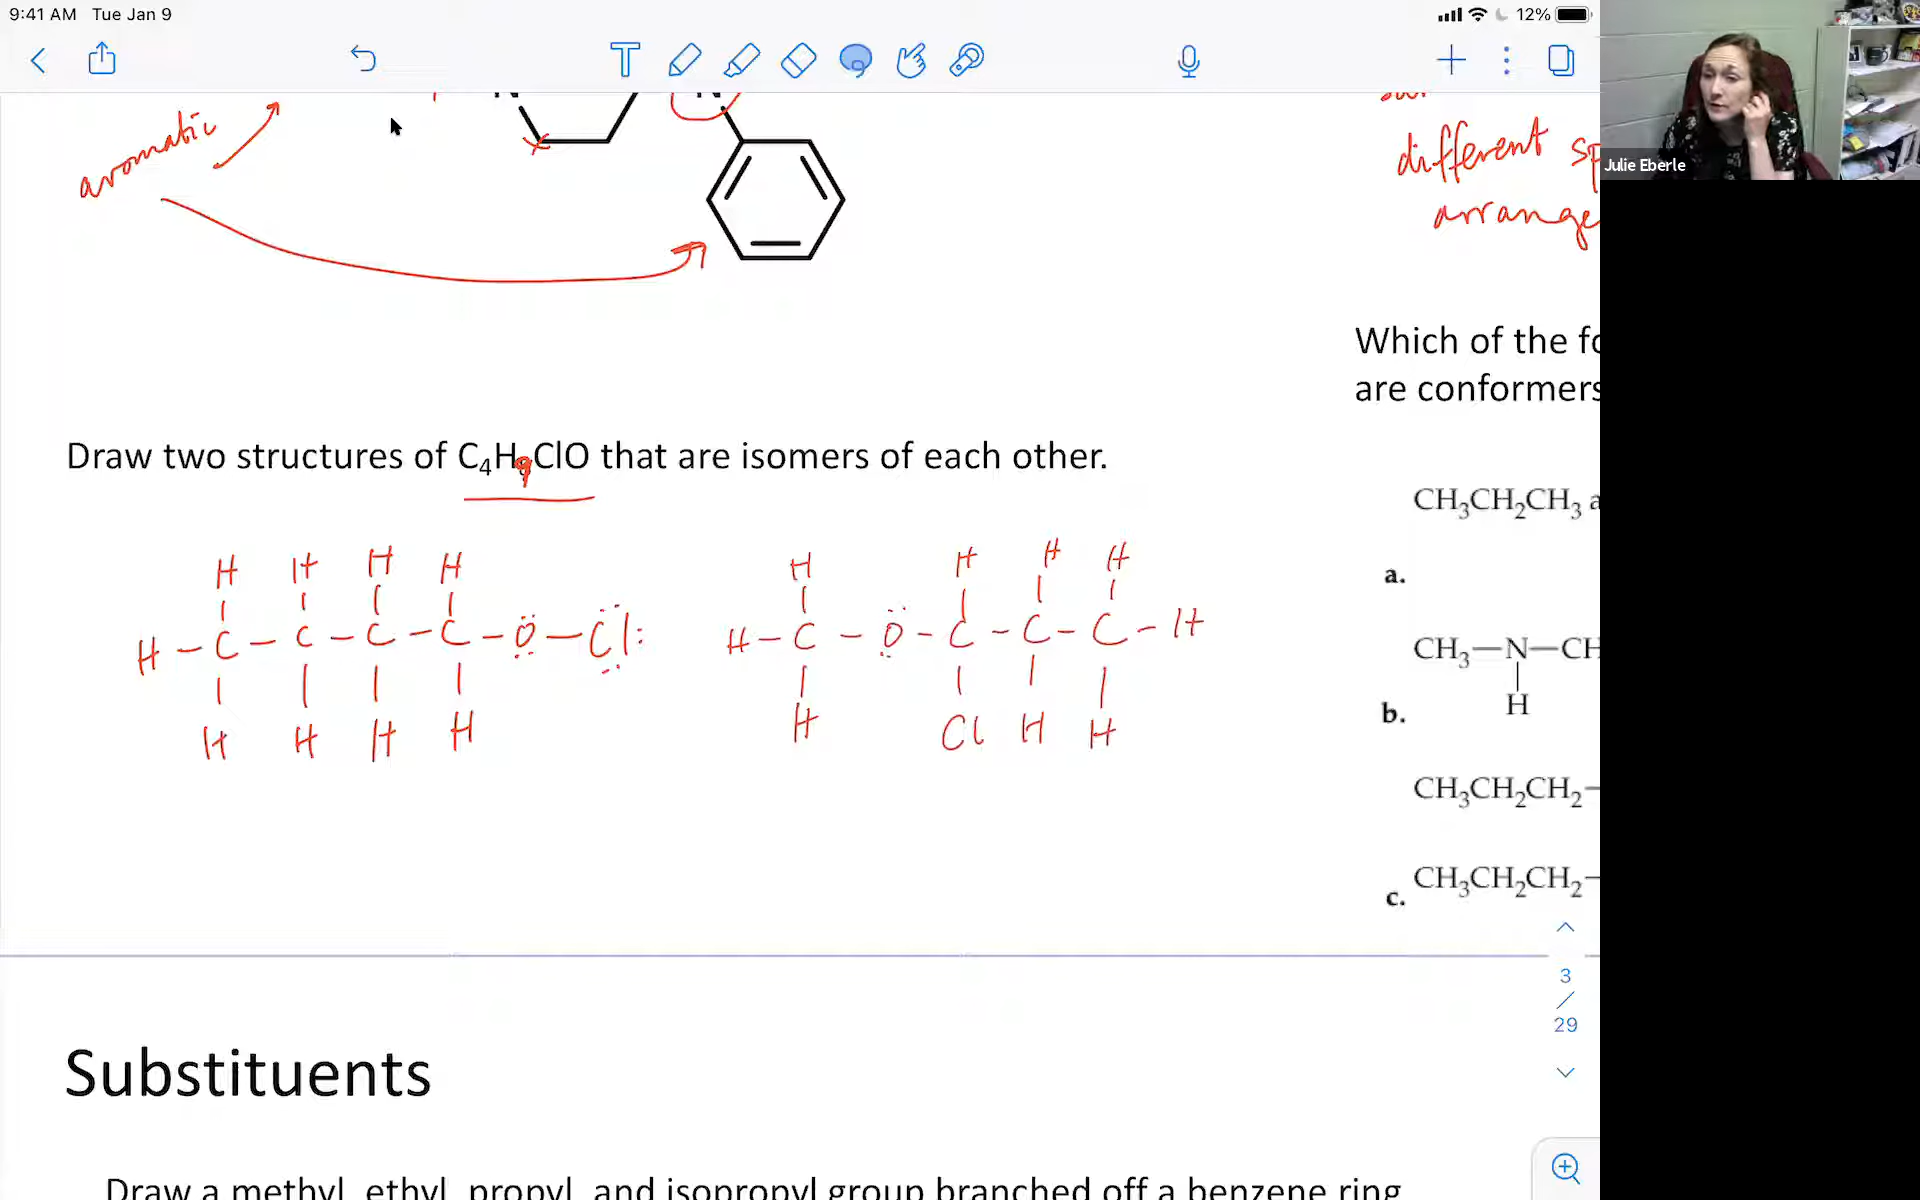 9:41 AM Tue Jan 9
12%
Julie Eberle
N
N
aromatic
different
arrange
Which of the fo
are conformers
Draw two structures of C₄H₉ClO that are isomers of each other.
CH₃CH₂CH₃ a
H H H H
H H H H
a.
H - C - C - C - C - O - Cl
H - C - O - C - C - C - H
CH₃—N—CH
H
b.
H H H H
H Cl H H
CH₃CH₂CH₂—
c. CH₃CH₂CH₂—
3
/
29
Substituents
Draw a methyl, ethyl, propyl, and isopropyl group branched off a benzene ring